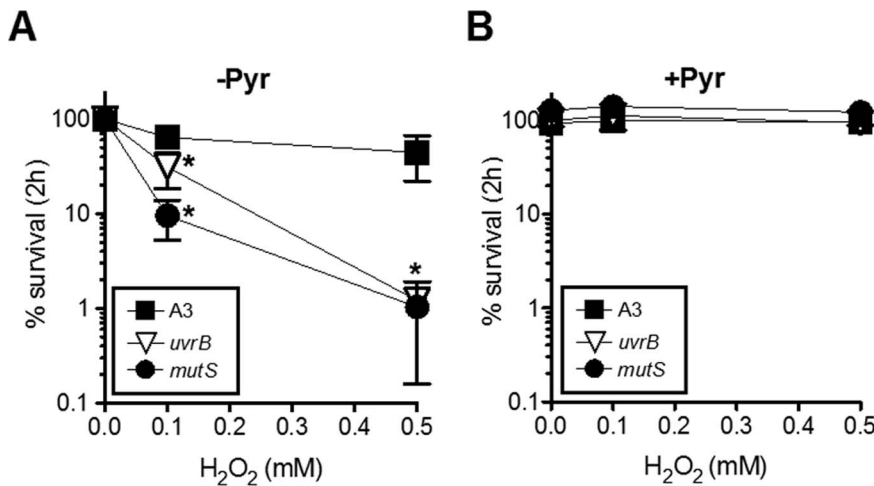 A
-Pyr
% survival (2h)
100
10
1
0.1
*
*
*
A3
uvrB
mutS
0.0 0.1 0.2 0.3 0.4 0.5
H₂O₂ (mM)
B
+Pyr
% survival (2h)
100
10
1
0.1
A3
uvrB
mutS
0.0 0.1 0.2 0.3 0.4 0.5
H₂O₂ (mM)